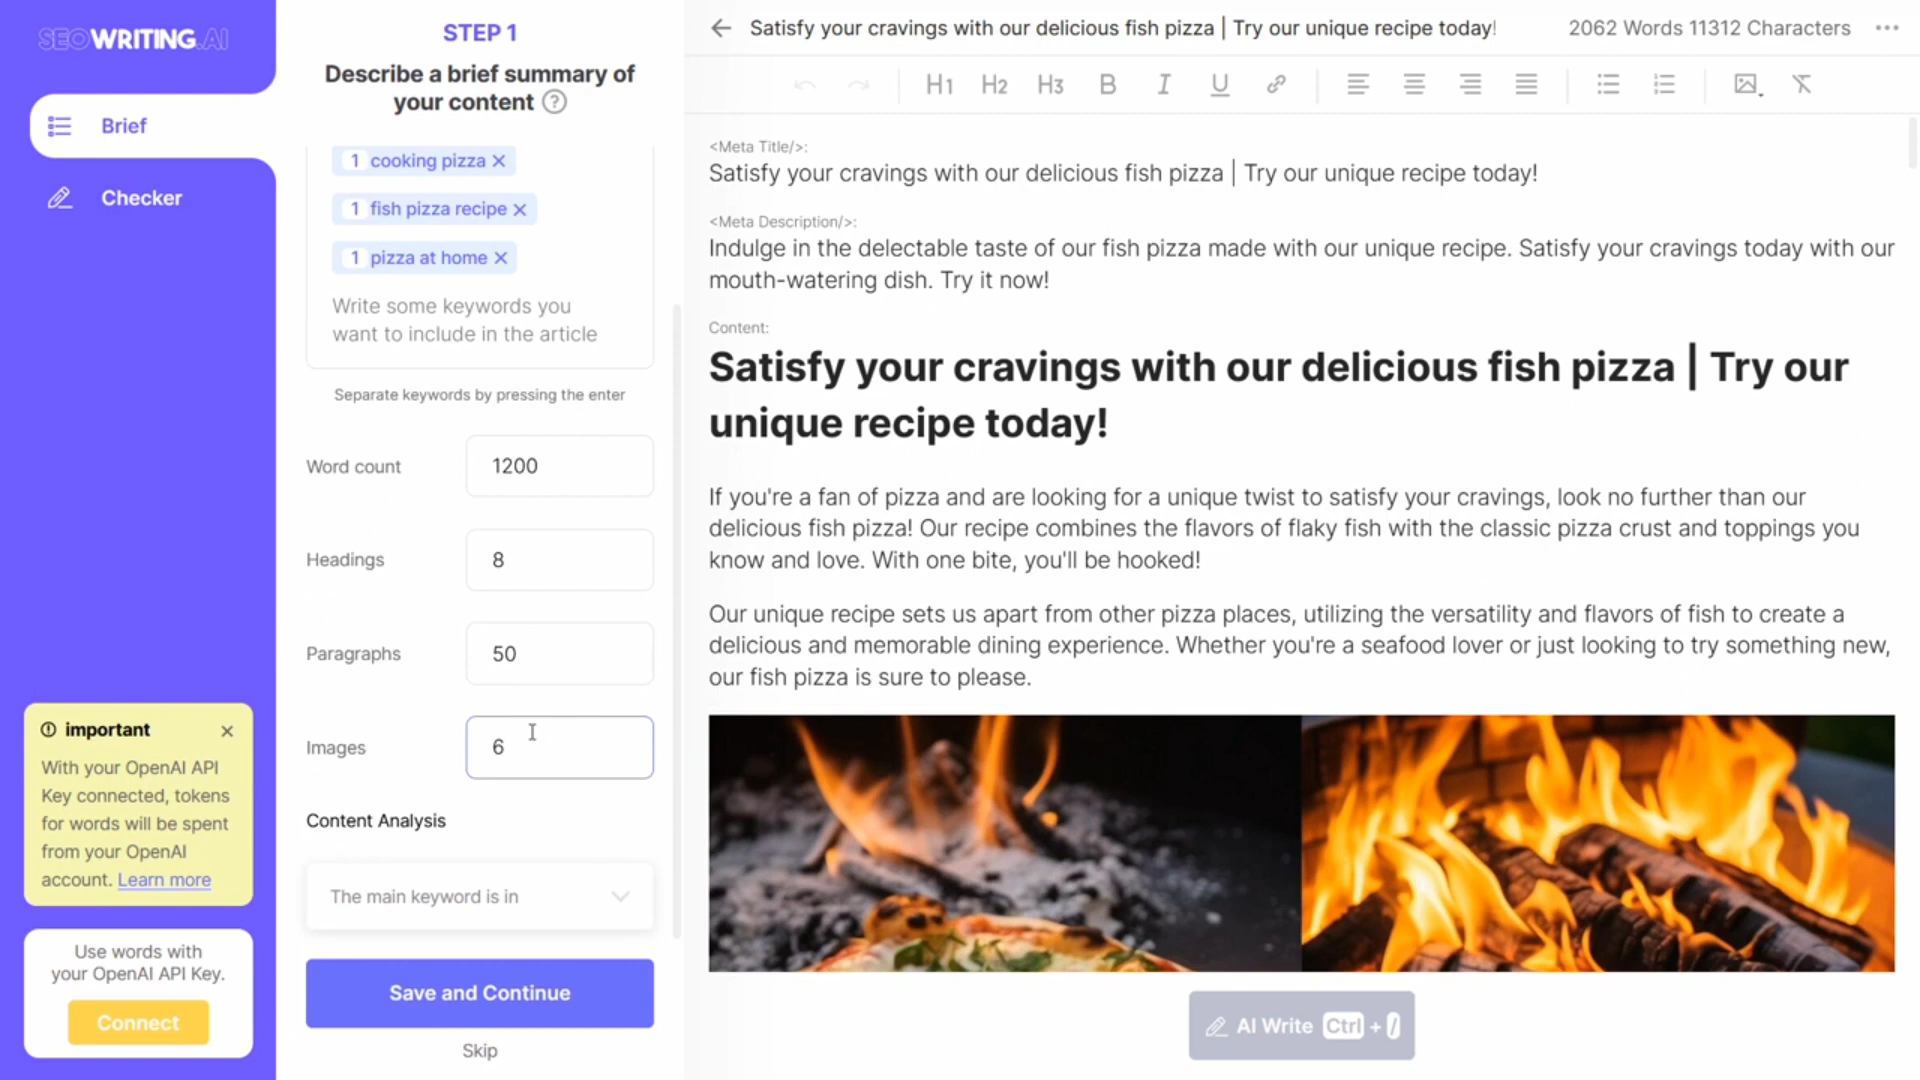 SEOWRITING.AI
Brief
Checker
important
With your OpenAI API
Key connected, tokens
for words will be spent
from your OpenAI
account. Learn more
Use words with
your OpenAI API Key.
Connect
STEP 1
Describe a brief summary of
your content ?
1 cooking pizza ×
1 fish pizza recipe ×
1 pizza at home ×
Write some keywords you
want to include in the article
Separate keywords by pressing the enter
Word count 1200
Headings 8
Paragraphs 50
Images 6
Content Analysis
The main keyword is in
Save and Continue
Skip
Satisfy your cravings with our delicious fish pizza | Try our unique recipe today!
2062 Words 11312 Characters
H1 H2 H3 B I U
<Meta Title/>:
Satisfy your cravings with our delicious fish pizza | Try our unique recipe today!
<Meta Description/>:
Indulge in the delectable taste of our fish pizza made with our unique recipe. Satisfy your cravings today with our
mouth-watering dish. Try it now!
Content:
Satisfy your cravings with our delicious fish pizza | Try our
unique recipe today!
If you're a fan of pizza and are looking for a unique twist to satisfy your cravings, look no further than our
delicious fish pizza! Our recipe combines the flavors of flaky fish with the classic pizza crust and toppings you
know and love. With one bite, you'll be hooked!
Our unique recipe sets us apart from other pizza places, utilizing the versatility and flavors of fish to create a
delicious and memorable dining experience. Whether you're a seafood lover or just looking to try something new,
our fish pizza is sure to please.
AI Write Ctrl + /